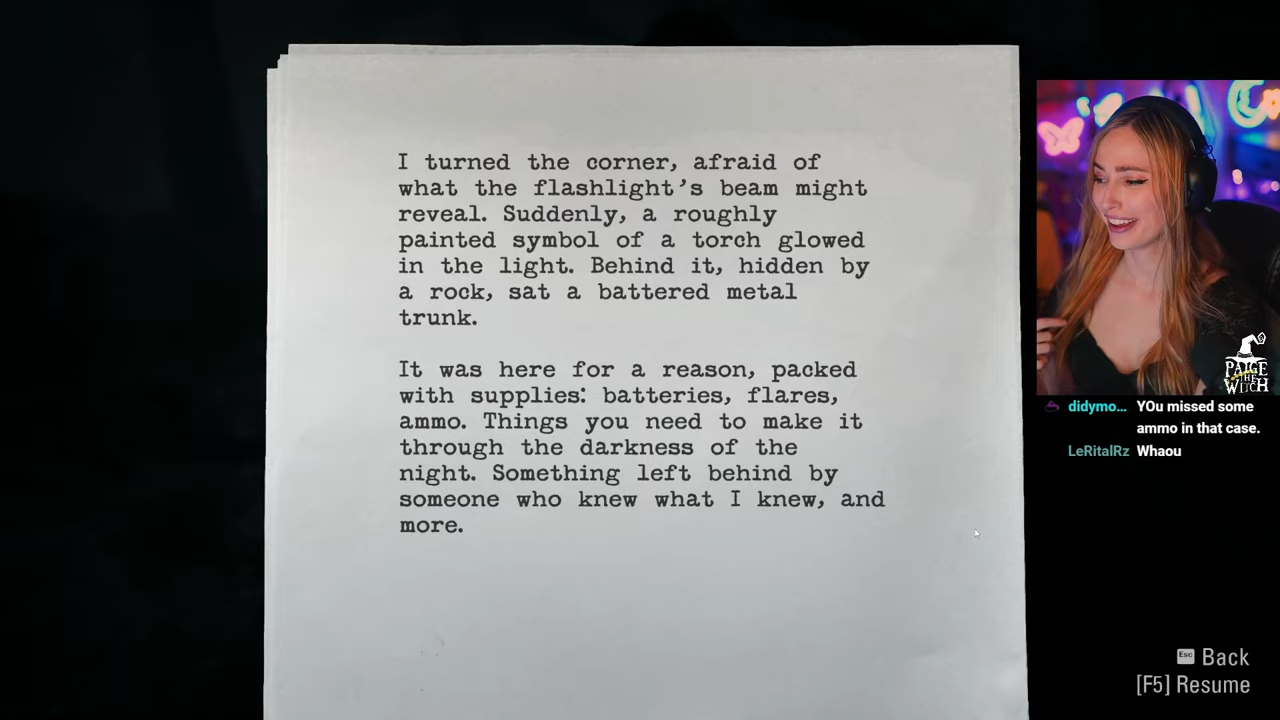 I turned the corner, afraid of
what the flashlight's beam might
reveal. Suddenly, a roughly
painted symbol of a torch glowed
in the light. Behind it, hidden by
a rock, sat a battered metal
trunk.
It was here for a reason, packed
with supplies: batteries, flares,
ammo. Things you need to make it
through the darkness of the
night. Something left behind by
someone who knew what I knew, and
more.
PAIGE
THE
WITCH
didymo... YOu missed some
ammo in that case.
LeRitalRz Whaou
Esc Back
[F5] Resume